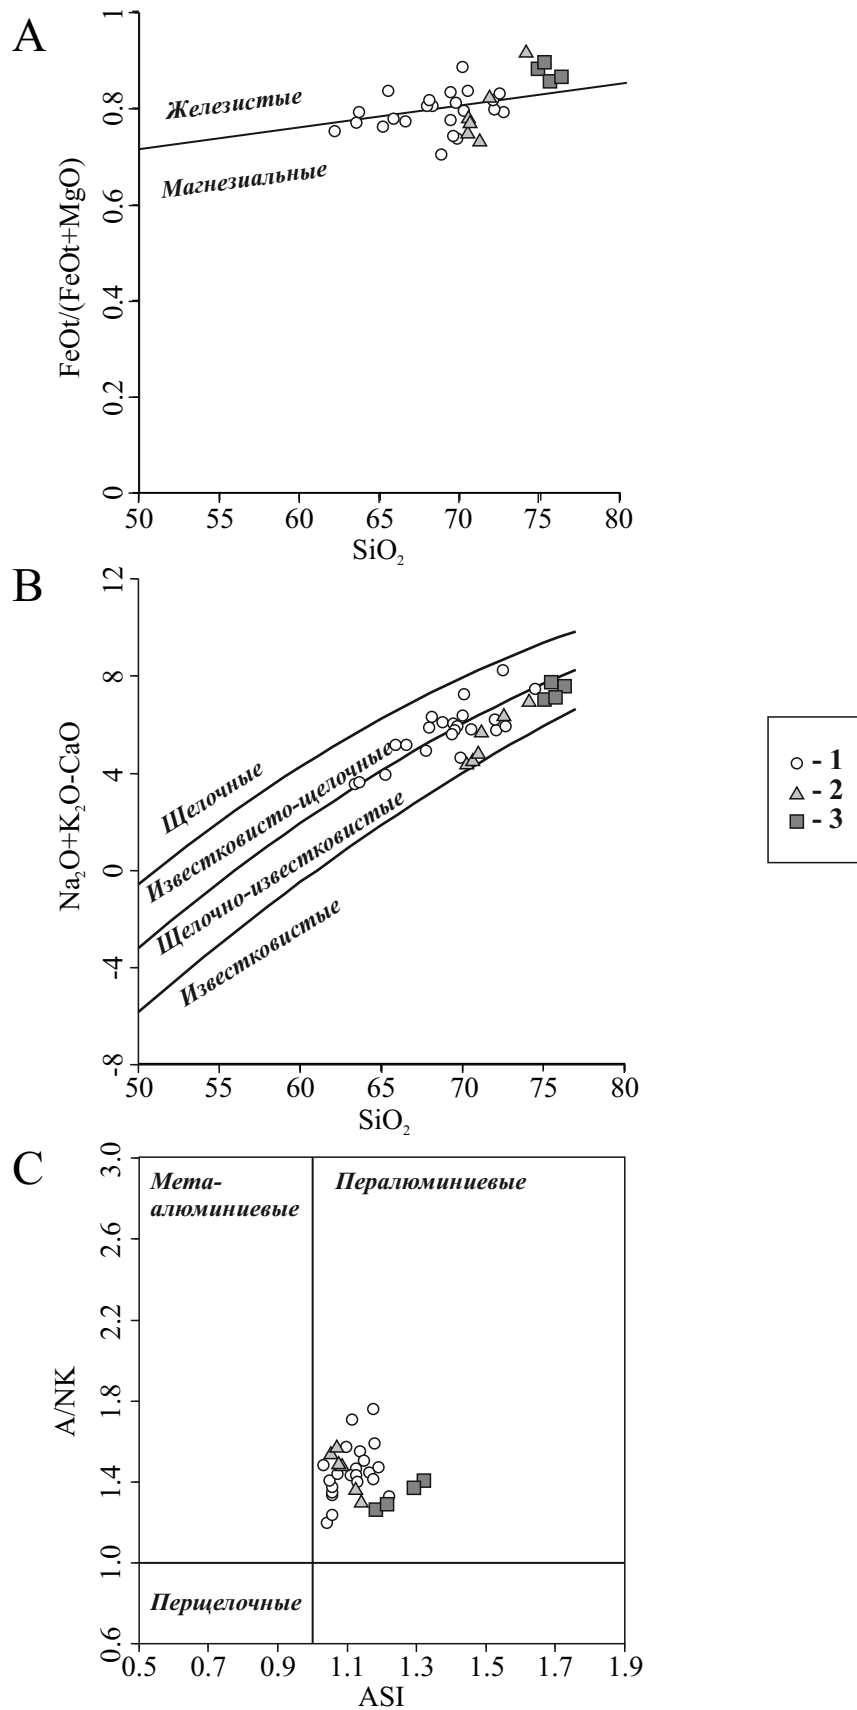 A
1
0.8
0.6
0.4
0.2
0
FeOt/(FeOt+MgO)
Железистые
Магнезиальные
50
55
60
65
70
75
80
SiO₂
B
12
8
4
0
-4
-8
Na₂O+K₂O-CaO
Щелочные
Известковисто-щелочные
Щелочно-известковистые
Известковистые
50
55
60
65
70
75
80
SiO₂
- 1
- 2
- 3
C
3.0
2.6
2.2
1.8
1.4
1.0
0.6
A/NK
Мета-
алюминиевые
Пералюминиевые
Перщелочные
0.5
0.7
0.9
1.1
1.3
1.5
1.7
1.9
ASI